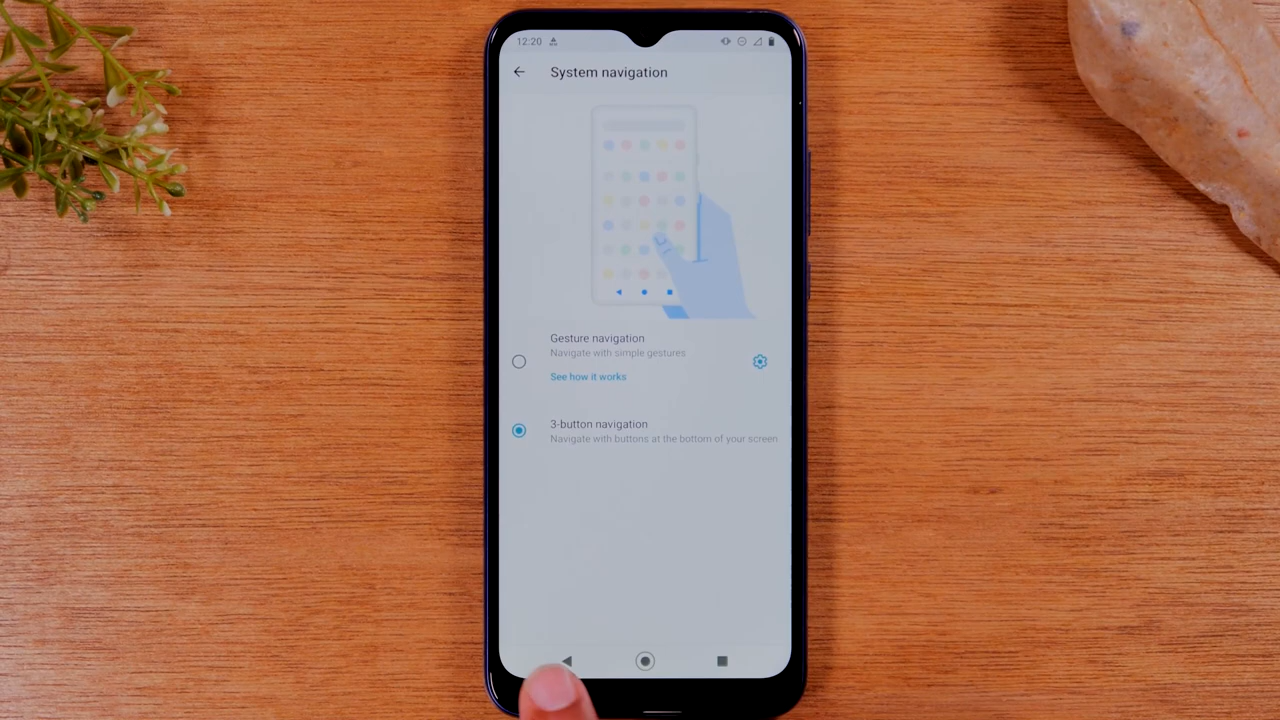 12:20
System navigation
Gesture navigation
Navigate with simple gestures
See how it works
3-button navigation
Navigate with buttons at the bottom of your screen